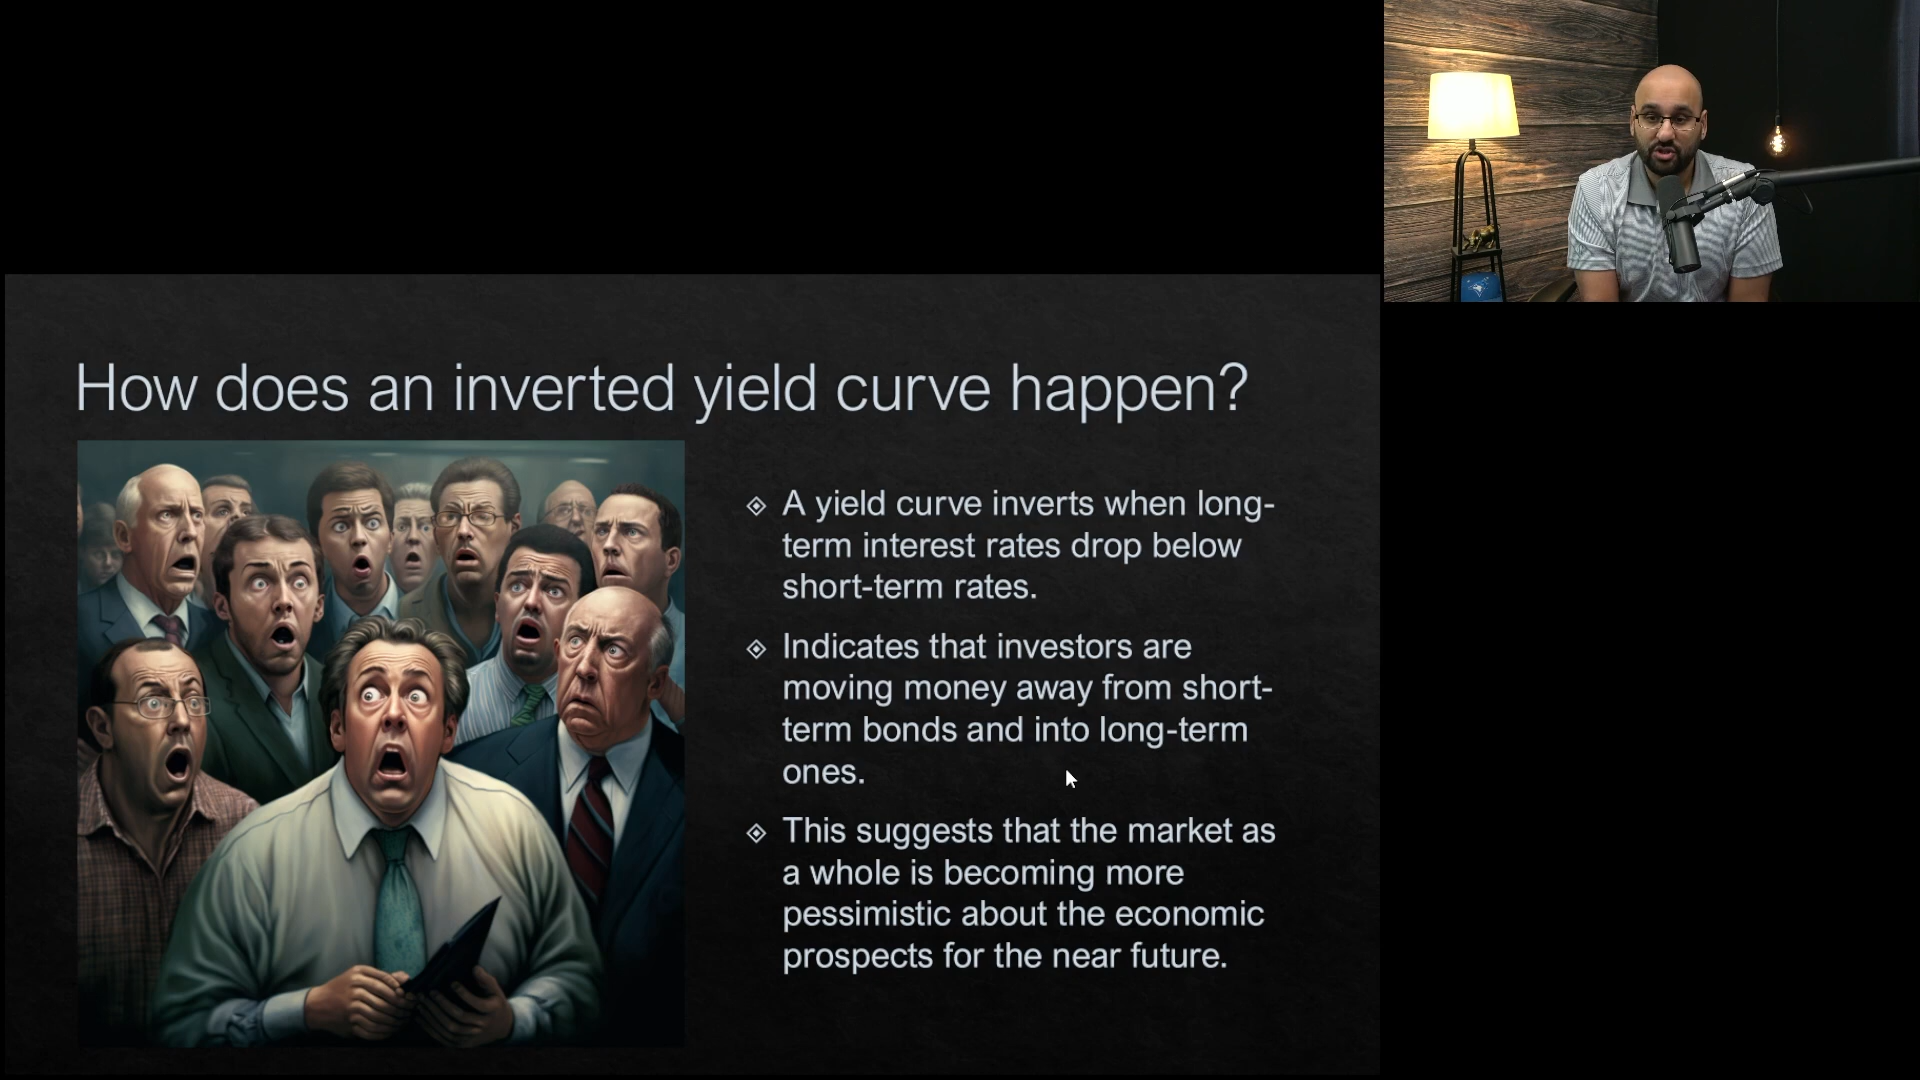 How does an inverted yield curve happen?
A yield curve inverts when long-
term interest rates drop below
short-term rates.
Indicates that investors are
moving money away from short-
term bonds and into long-term
ones.
This suggests that the market as
a whole is becoming more
pessimistic about the economic
prospects for the near future.